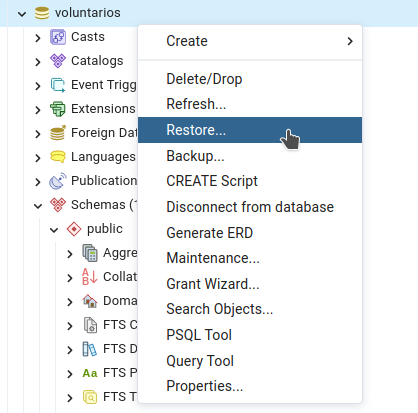 voluntarios
Casts
Catalogs
Event Trigg
Extensions
Foreign Dat
Languages
Publication
Schemas (1
public
Aggre
Collat
Doma
FTS C
FTS D
FTS P
FTS T
Create
Delete/Drop
Refresh...
Restore...
Backup...
CREATE Script
Disconnect from database
Generate ERD
Maintenance...
Grant Wizard...
Search Objects...
PSQL Tool
Query Tool
Properties...